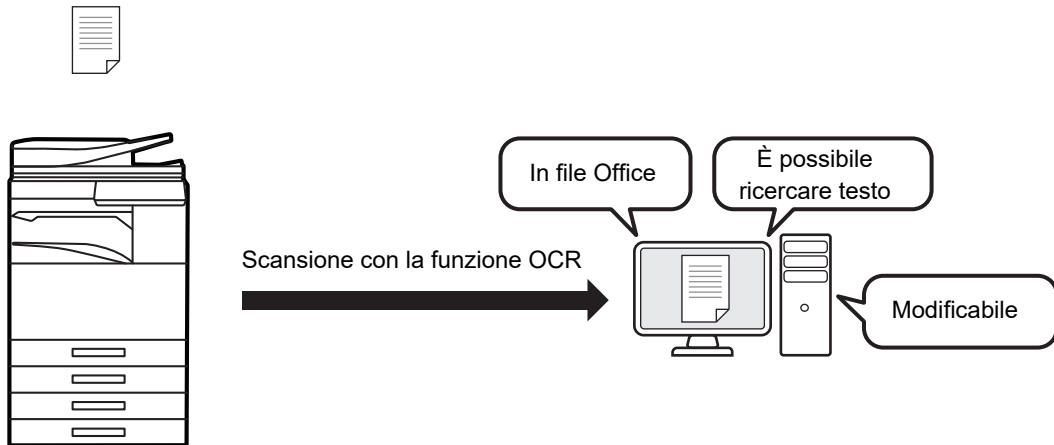 In file Office
È possibile
ricercare testo
Scansione con la funzione OCR
Modificabile